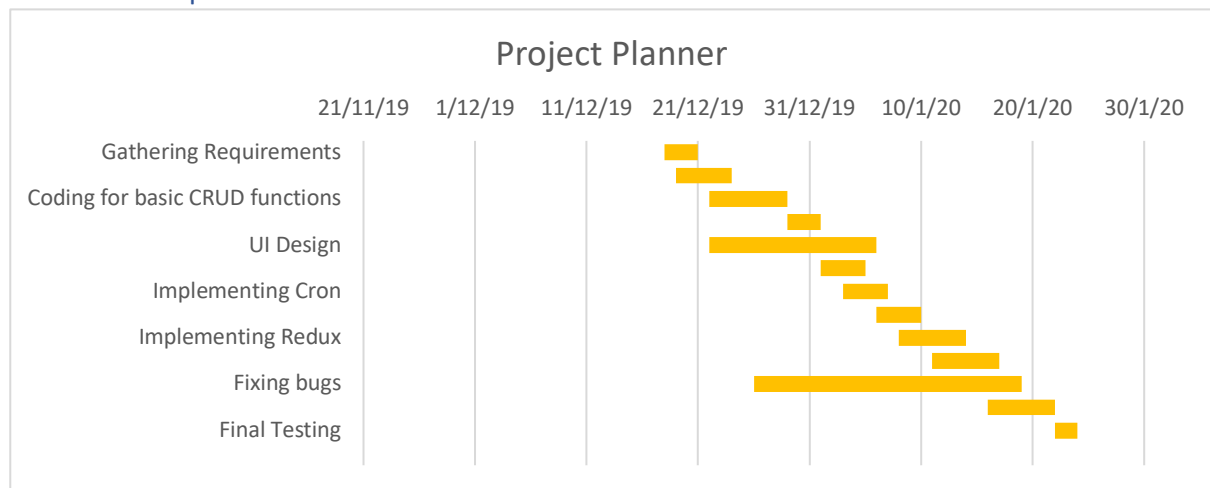 Project Planner
21/11/19 1/12/19 11/12/19 21/12/19 31/12/19 10/1/20 20/1/20 30/1/20
Gathering Requirements
Coding for basic CRUD functions
UI Design
Implementing Cron
Implementing Redux
Fixing bugs
Final Testing